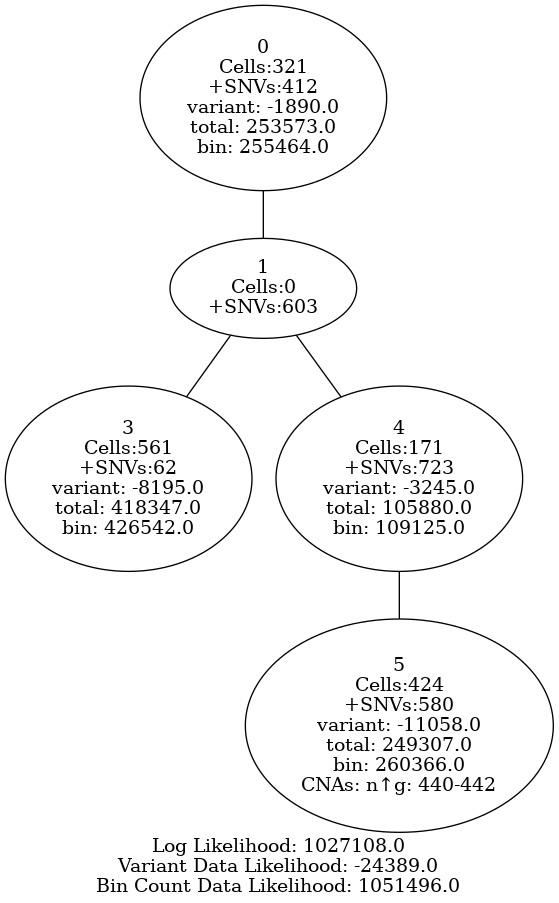 0
Cells:321
+SNVs:412
variant: -1890.0
total: 253573.0
bin: 255464.0
1
Cells:0
+SNVs:603
3
Cells:561
+SNVs:62
variant: -8195.0
total: 418347.0
bin: 426542.0
4
Cells:171
+SNVs:723
variant: -3245.0
total: 105880.0
bin: 109125.0
5
Cells:424
+SNVs:580
variant: -11058.0
total: 249307.0
bin: 260366.0
CNAs: n↑g: 440-442
Log Likelihood: 1027108.0
Variant Data Likelihood: -24389.0
Bin Count Data Likelihood: 1051496.0